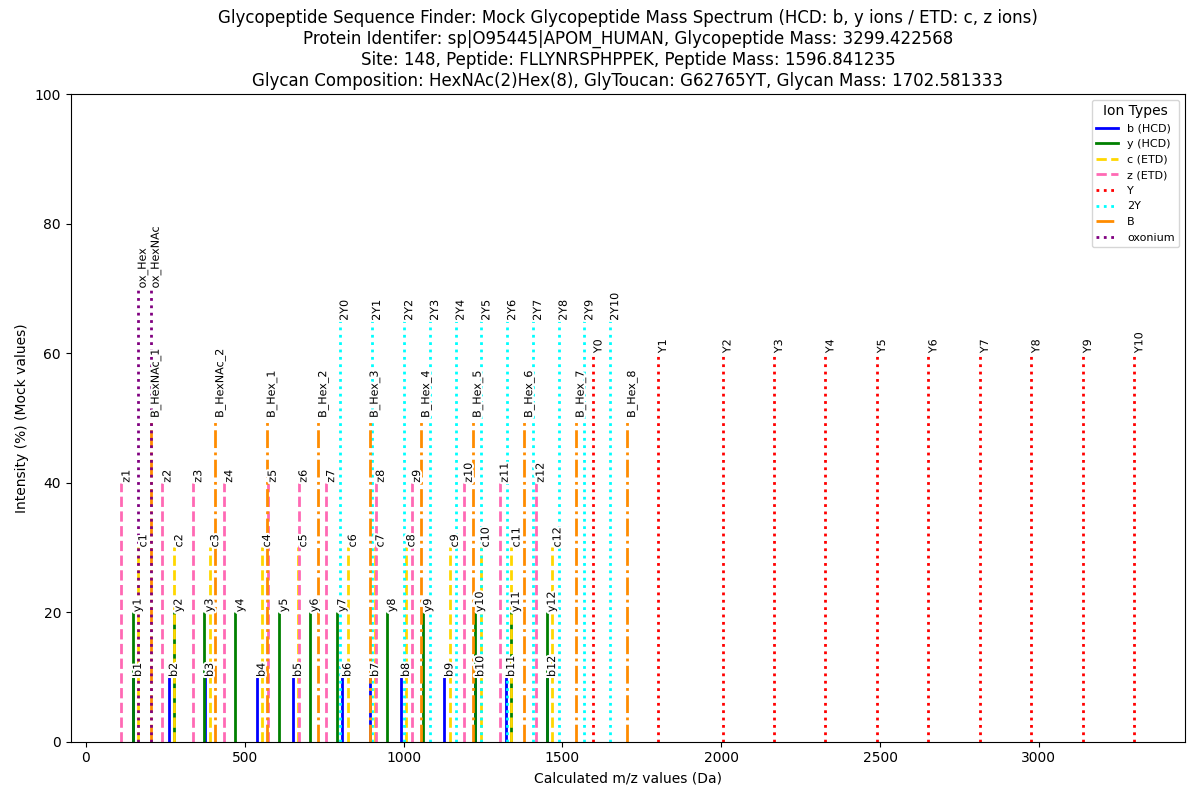 Glycopeptide Sequence Finder: Mock Glycopeptide Mass Spectrum (HCD: b, y ions / ETD: c, z ions)
Protein Identifer: sp|O95445|APOM_HUMAN, Glycopeptide Mass: 3299.422568
Site: 148, Peptide: FLLYNRSPHPPEK, Peptide Mass: 1596.841235
Glycan Composition: HexNAc(2)Hex(8), GlyToucan: G62765YT, Glycan Mass: 1702.581333
Intensity (%) (Mock values)
100
80
60
40
20
0
Ion Types
b (HCD)
y (HCD)
c (ETD)
z (ETD)
Y
2Y
B
oxonium
ox_Hex
ox_HexNAc
2Y0
2Y1
2Y2
2Y3
2Y4
2Y5
2Y6
2Y7
2Y8
2Y9
2Y10
Y0
Y1
Y2
Y3
Y4
Y5
Y6
Y7
Y8
Y9
Y10
B_HexNAc_1
B_HexNAc_2
B_Hex_1
B_Hex_2
B_Hex_3
B_Hex_4
B_Hex_5
B_Hex_6
B_Hex_7
B_Hex_8
z1
z2
z3
z4
z5
z6
z7
z8
z9
z10
z11
z12
c1
c2
c3
c4
c5
c6
c7
c8
c9
c10
c11
c12
y1
y2
y3
y4
y5
y6
y7
y8
y9
y10
y11
y12
b1
b2
b3
b4
b5
b6
b7
b8
b9
b10
b11
b12
0
500
1000
1500
2000
2500
3000
Calculated m/z values (Da)